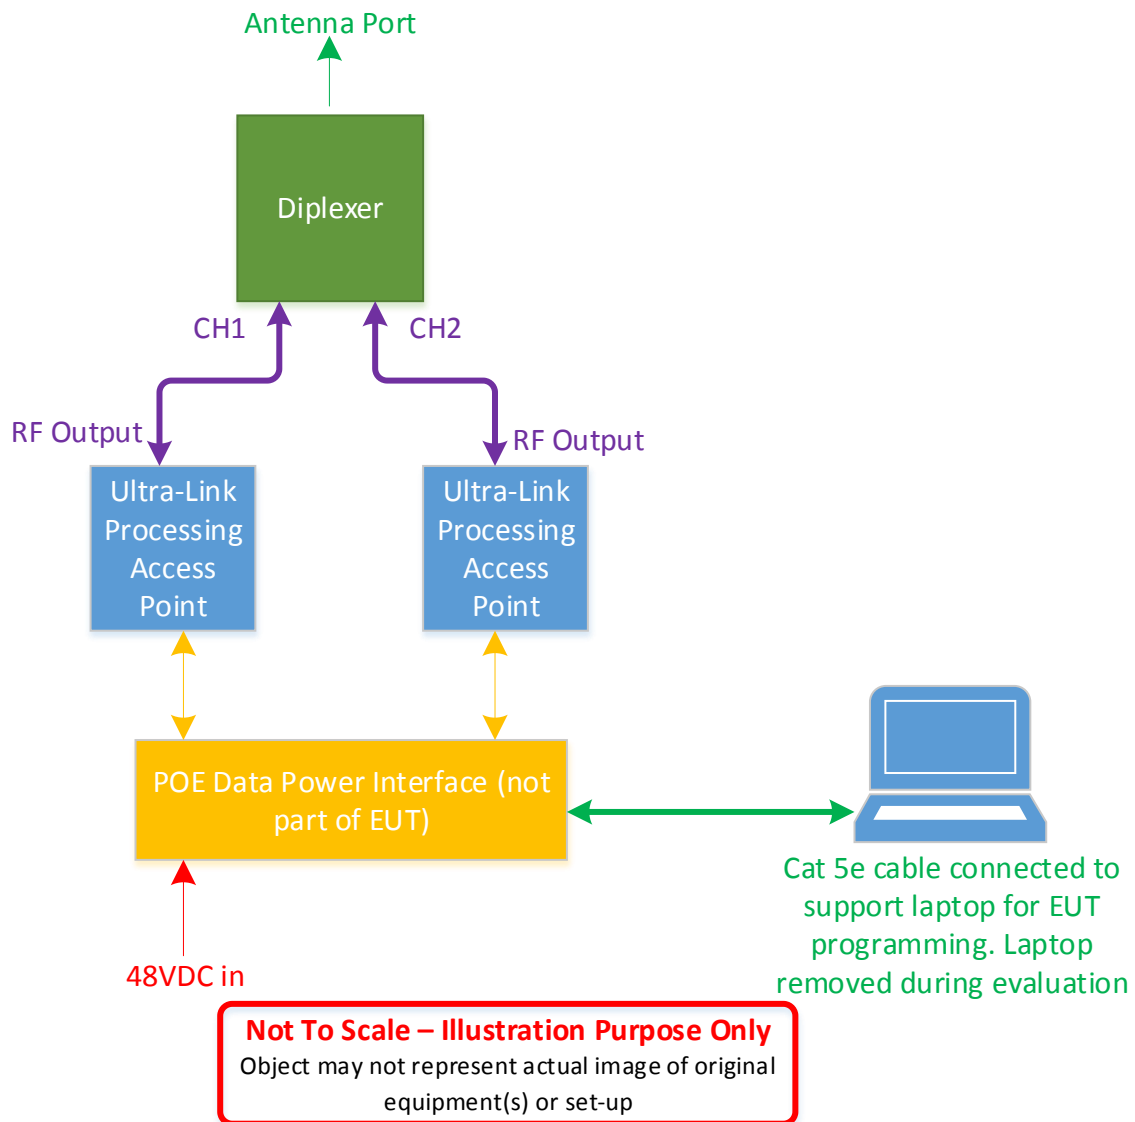 Antenna Port
Diplexer
CH1
CH2
RF Output
RF Output
Ultra-Link
Processing
Access
Point
Ultra-Link
Processing
Access
Point
POE Data Power Interface (not
part of EUT)
Cat 5e cable connected to
support laptop for EUT
programming. Laptop
removed during evaluation
48VDC in
Not To Scale – Illustration Purpose Only
Object may not represent actual image of original
equipment(s) or set-up